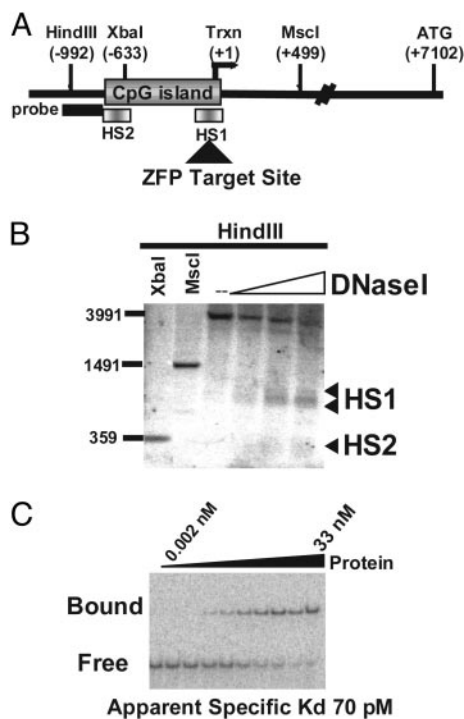 A
HindIII XbaI Trxn MscI ATG
(-992) (-633) (+1) (+499) (+7102)
CpG island
probe
HS2 HS1
ZFP Target Site
B
HindIII
XbaI
MscI
-- DNaseI
3991
1491
HS1
359
HS2
C
0.002 nM
33 nM
Protein
Bound
Free
Apparent Specific Kd 70 pM